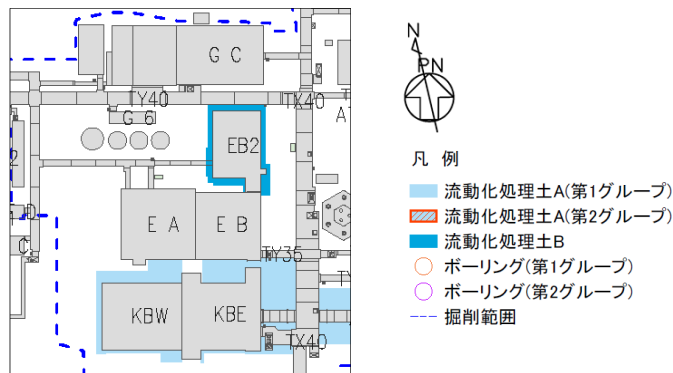 G C
TY40
TX40
G 6
EB2
E A
E B
TY35
KBW
KBE
TX40
N
PN
凡 例
流動化処理土A(第1グループ)
流動化処理土A(第2グループ)
流動化処理土B
ボーリング(第1グループ)
ボーリング(第2グループ)
掘削範囲